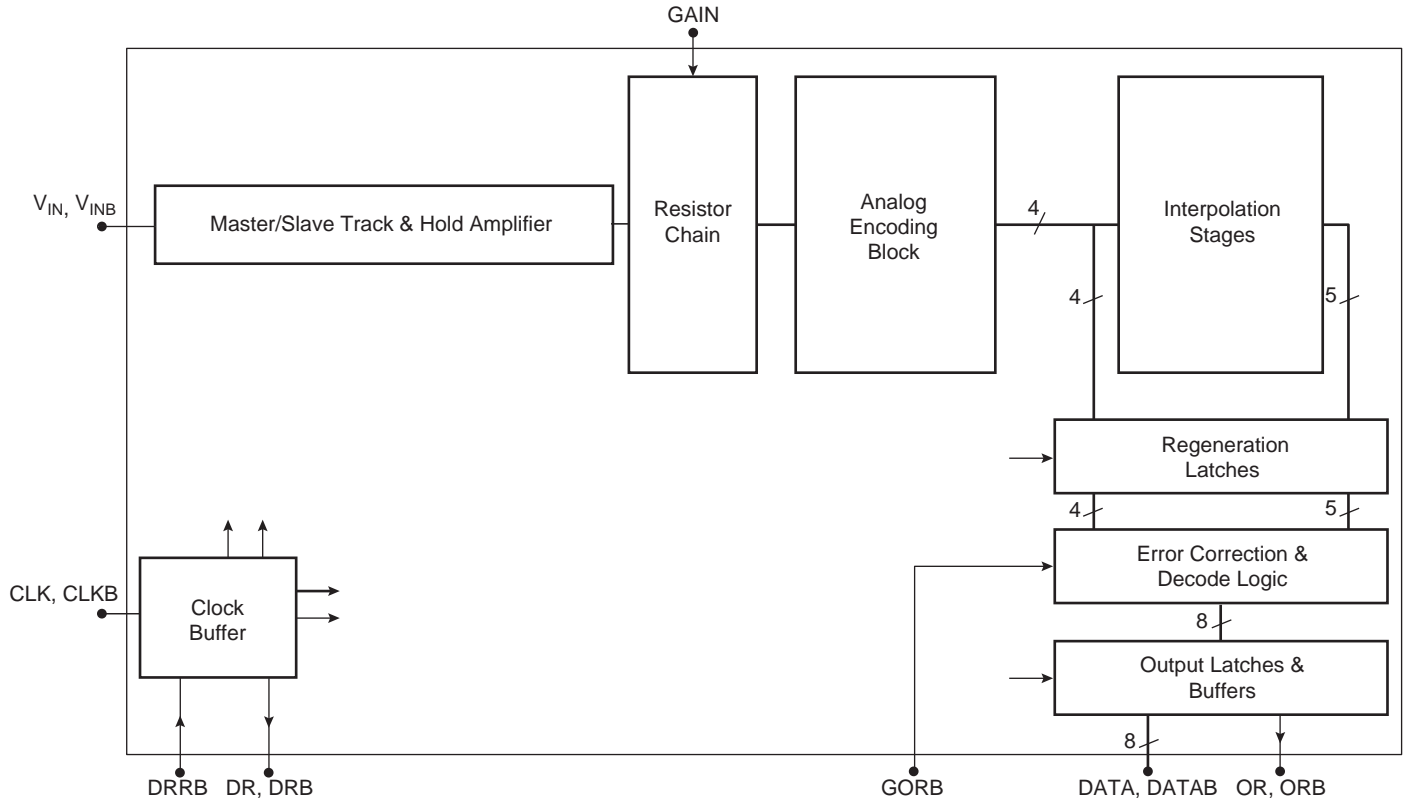 GAIN
V_IN, V_INB
Master/Slave Track & Hold Amplifier
Resistor
Chain
Analog
Encoding
Block
4
Interpolation
Stages
4
5
Regeneration
Latches
4
5
Error Correction &
Decode Logic
CLK, CLKB
Clock
Buffer
8
Output Latches &
Buffers
8
DRRB
DR, DRB
GORB
DATA, DATAB
OR, ORB